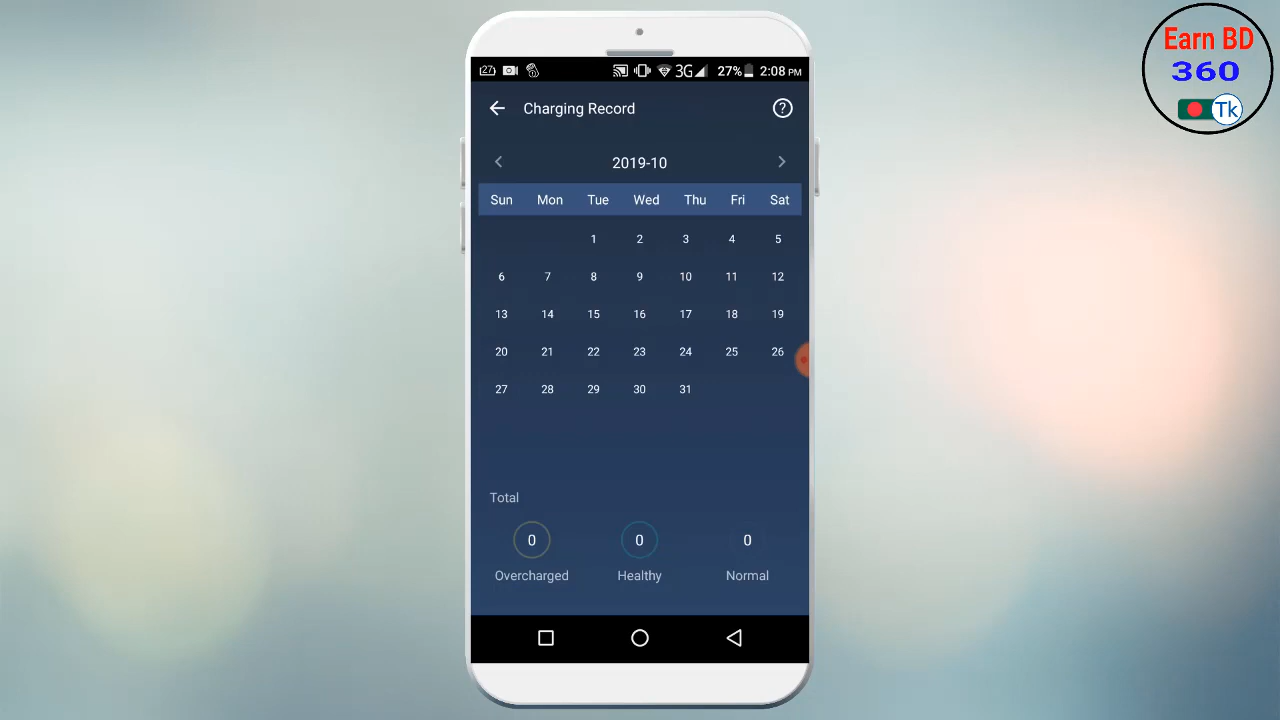 Earn BD
360
Tk
27 3G 27% 2:08 PM
Charging Record ?
2019-10
Sun Mon Tue Wed Thu Fri Sat
1 2 3 4 5
6 7 8 9 10 11 12
13 14 15 16 17 18 19
20 21 22 23 24 25 26
27 28 29 30 31
Total
0 0 0
Overcharged Healthy Normal